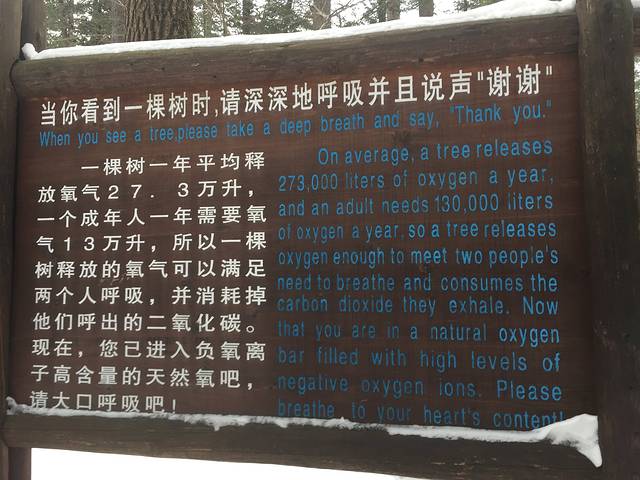 当你看到一棵树时,请深深地呼吸并且说声"谢谢"
When you see a tree,please take a deep breath and say, "Thank you."
一棵树一年平均释
放氧气27.3万升，
一个成年人一年需要氧
气13万升，所以一棵
树释放的氧气可以满足
两个人呼吸，并消耗掉
他们呼出的二氧化碳。
现在，您已进入负氧离
子高含量的天然氧吧，
请大口呼吸吧！
On average, a tree releases
273,000 liters of oxygen a year,
and an adult needs 130,000 liters
of oxygen a year, so a tree releases
oxygen enough to meet two people's
need to breathe and consumes the
carbon dioxide they exhale. Now
that you are in a natural oxygen
bar filled with high levels of
negative oxygen ions. Please
breathe to your heart's content!